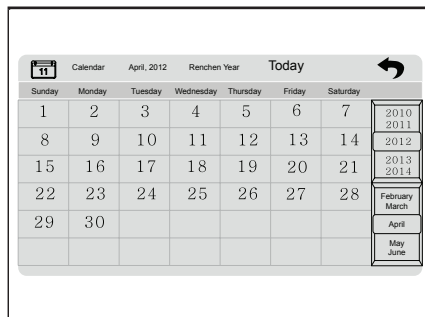 11 Calendar April, 2012 Renchen Year Today
Sunday Monday Tuesday Wednesday Thursday Friday Saturday
1 2 3 4 5 6 7
8 9 10 11 12 13 14
15 16 17 18 19 20 21
22 23 24 25 26 27 28
29 30
2010
2011
2012
2013
2014
February
March
April
May
June